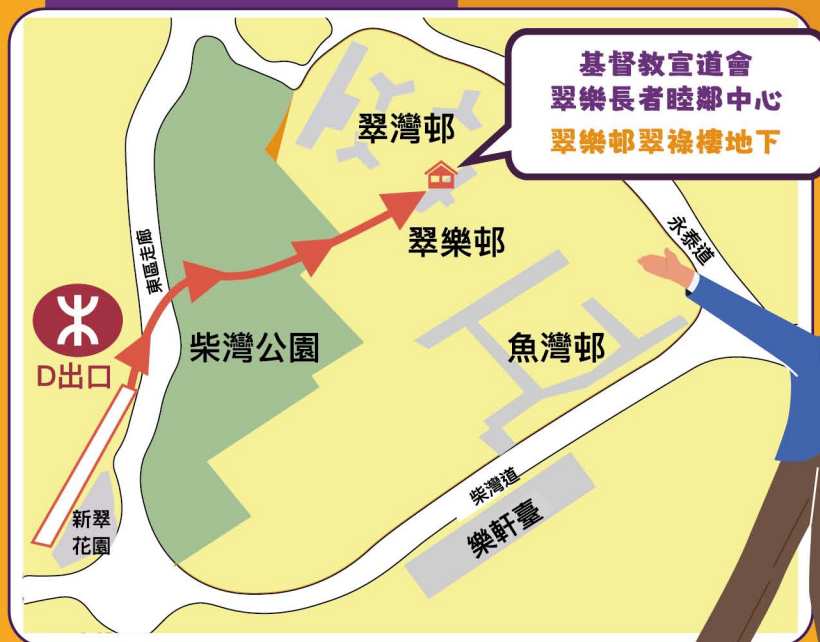 基督教宣道會
翠樂長者睦鄰中心
翠樂邨翠祿樓地下
翠灣邨
翠樂邨
永泰道
東區走廊
D出口
柴灣公園
魚灣邨
柴灣道
樂軒臺
新翠
花園